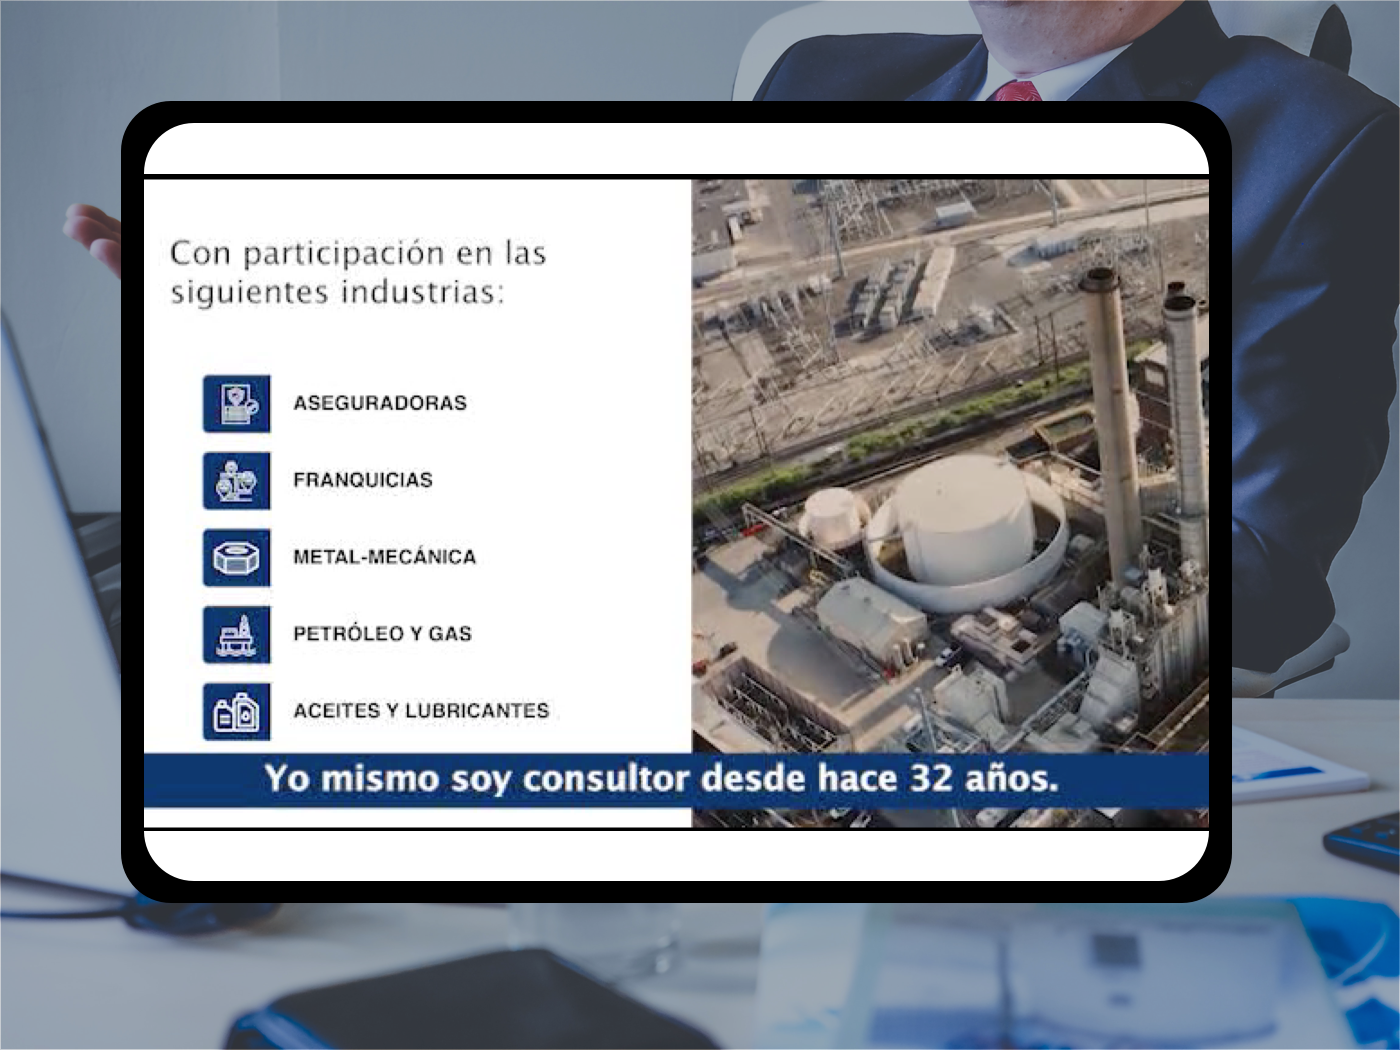 Con participación en las
siguientes industrias:
ASEGURADORAS
FRANQUICIAS
METAL-MECÁNICA
PETRÓLEO Y GAS
ACEITES Y LUBRICANTES
Yo mismo soy consultor desde hace 32 años.